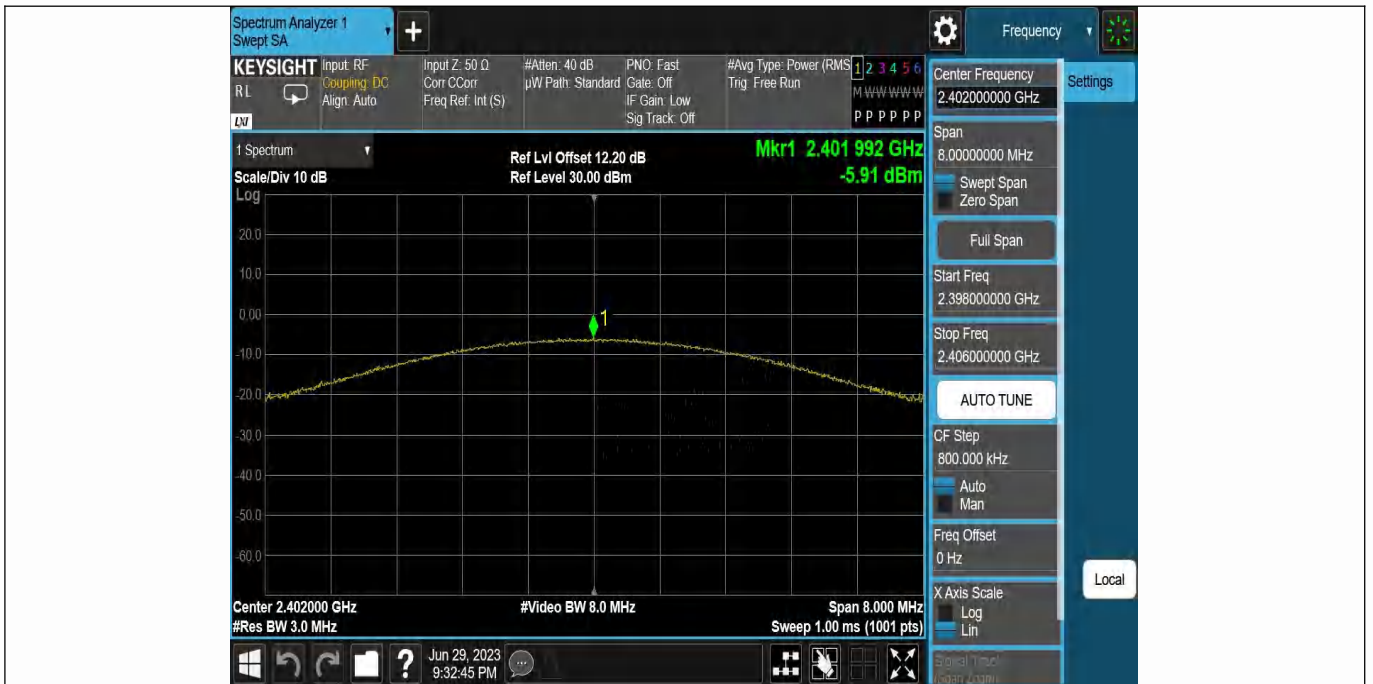 Spectrum Analyzer 1
Swept SA
+
Frequency
KEYSIGHT
RL
LXI
Input: RF
Coupling: DC
Align: Auto
Input Z: 50 Ω
Corr CCorr
Freq Ref: Int (S)
#Atten: 40 dB
µW Path: Standard
PNO: Fast
Gate: Off
IF Gain: Low
Sig Track: Off
#Avg Type: Power (RMS
Trig: Free Run
1 2 3 4 5 6
M W W W W W
P P P P P P
1 Spectrum
Scale/Div 10 dB
Log
Ref Lvl Offset 12.20 dB
Ref Level 30.00 dBm
Mkr1 2.401 992 GHz
-5.91 dBm
20.0
10.0
0.00
-10.0
-20.0
-30.0
-40.0
-50.0
-60.0
1
Center 2.402000 GHz
#Res BW 3.0 MHz
#Video BW 8.0 MHz
Span 8.000 MHz
Sweep 1.00 ms (1001 pts)
Center Frequency
2.402000000 GHz
Settings
Span
8.00000000 MHz
Swept Span
Zero Span
Full Span
Start Freq
2.398000000 GHz
Stop Freq
2.406000000 GHz
AUTO TUNE
CF Step
800.000 kHz
Auto
Man
Freq Offset
0 Hz
X Axis Scale
Log
Lin
Signal Track
(Span Zoom)
Local
?
Jun 29, 2023
9:32:45 PM